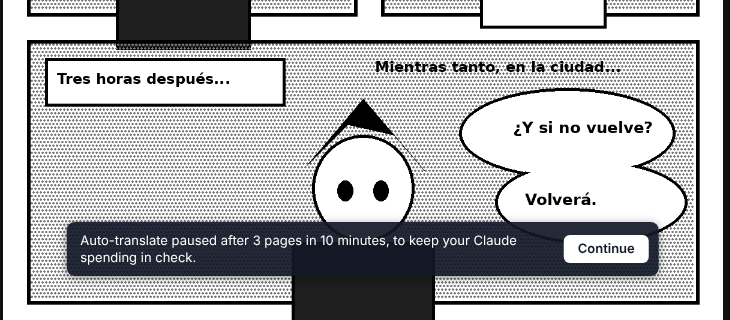 Tres horas después...
Mientras tanto, en la ciudad...
¿Y si no vuelve?
Volverá.
Auto-translate paused after 3 pages in 10 minutes, to keep your Claude
spending in check.
Continue